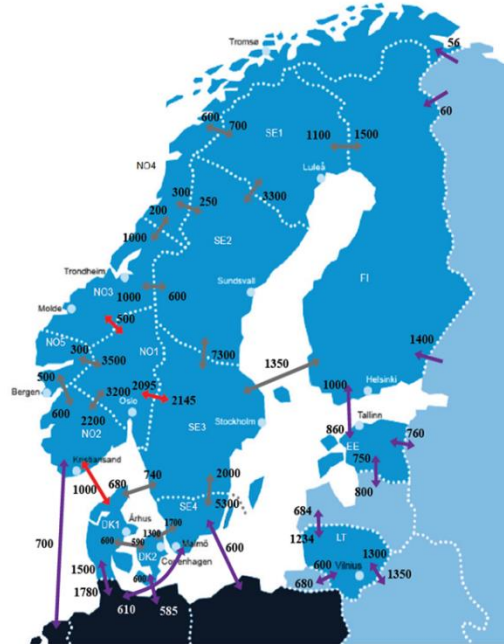 Tromsø
56
600
700
SE1
1100
1500
60
NO4
Luleå
300
250
3300
200
1000
SE2
Trondheim
FI
Sundsvall
NO3
1000
600
Molde
500
NO5
300
3500
NO1
7300
1350
1400
500
3200
2095
2145
1000
Helsinki
Bergen
600
2200
Oslo
Stockholm
Tallinn
NO2
SE3
860
EE
760
750
Kristiansand
740
2000
800
1000
680
SE4
5300
684
DK1
Århus
1700
1300
1234
LT
700
600
590
DK2
Malmö
Copenhagen
600
1300
600
Vilnius
1500
600
680
1350
1780
610
585